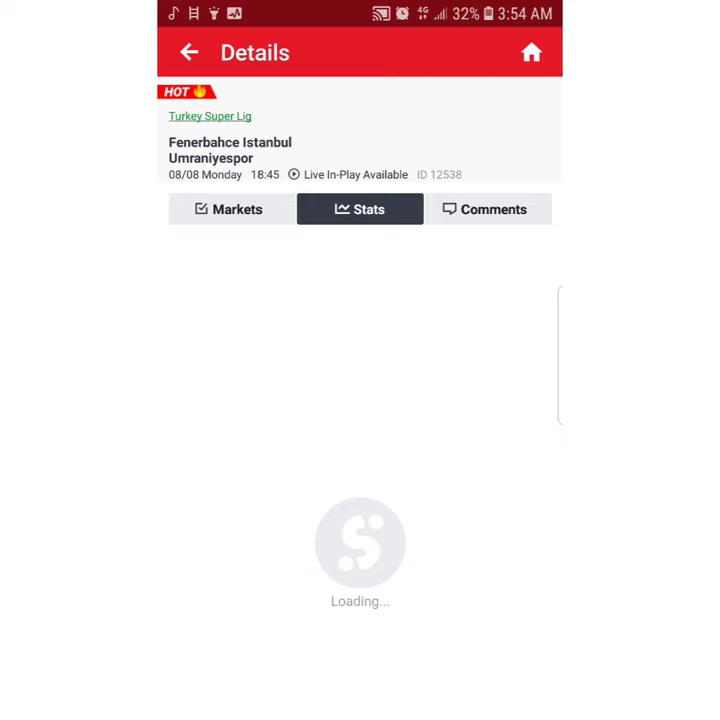 4G 32% 3:54 AM
Details
HOT
Turkey Super Lig
Fenerbahce Istanbul
Umraniyespor
08/08 Monday 18:45 Live In-Play Available ID 12538
Markets Stats Comments
S
Loading...